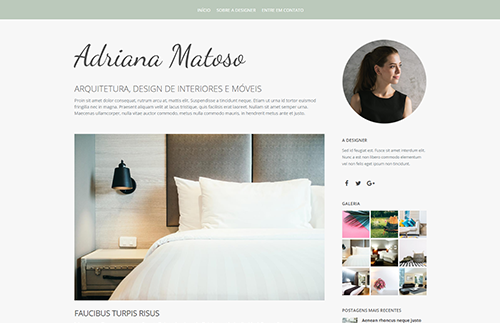 INÍCIO SOBRE A DESIGNER ENTRE EM CONTATO
Adriana Matoso
ARQUITETURA, DESIGN DE INTERIORES E MÓVEIS
Proin sit amet dolor consequat, rutrum arcu at, mattis elit. Suspendisse a tincidunt neque. Etiam ut urna id tortor euismod
fringilla nec in magna. Praesent aliquam velit at lacus tristique, quis facilisis erat laoreet. Nullam sit amet semper urna.
Maecenas ullamcorper, nulla vitae auctor commodo, metus nulla commodo mauris, in hendrerit metus ante et justo.
FAUCIBUS TURPIS RISUS
A DESIGNER
Sed id feugiat est. Fusce sit amet interdum elit.
Nunc a est non libero commodo elementum
vel non felis eget ipsum non tincidunt.
G+
GALERIA
POSTAGENS MAIS RECENTES
Aenean rhoncus neque justo